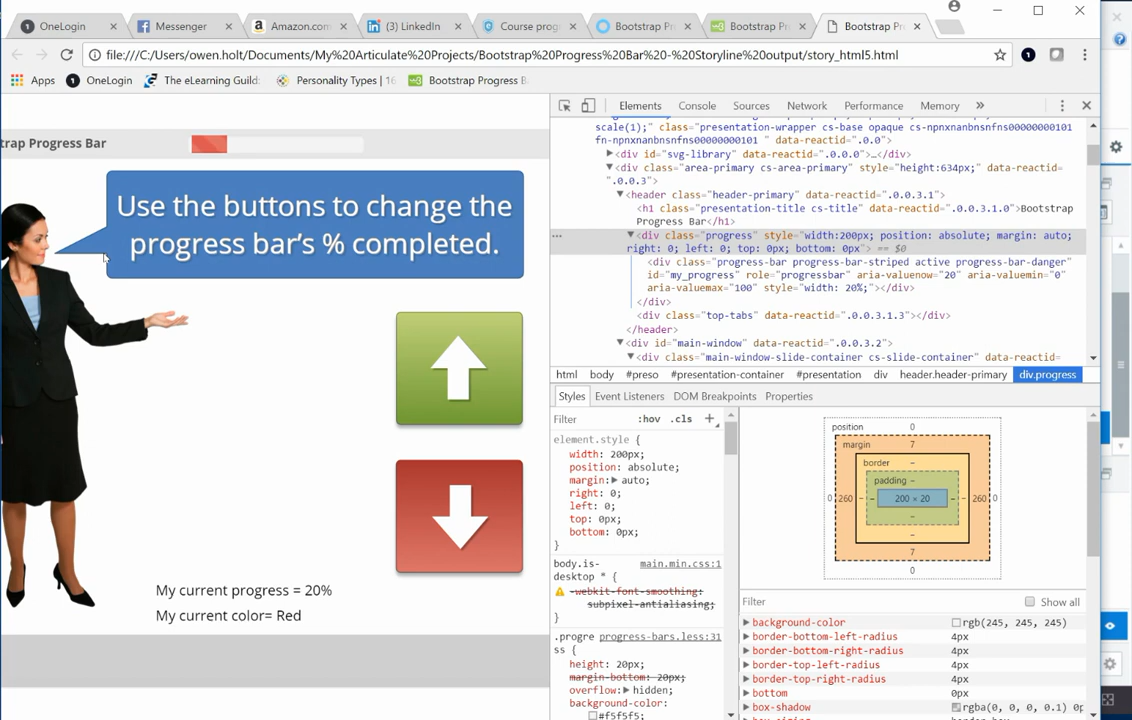 OneLogin
Messenger
Amazon.com
(3) LinkedIn
Course prog
Bootstrap Pr
Bootstrap Pr
Bootstrap Pr
file:///C:/Users/owen.holt/Documents/My%20Articulate%20Projects/Bootstrap%20Progress%20Bar%20-%20Storyline%20output/story_html5.html
Apps
OneLogin
The eLearning Guild:
Personality Types | 16
Bootstrap Progress B
trap Progress Bar
Use the buttons to change the
progress bar's % completed.
My current progress = 20%
My current color= Red
Elements Console Sources Network Performance Memory »
scale(1);" class="presentation-wrapper cs-base opaque cs-npnxnanbnsnfns00000000101
fn-npnxnanbnsnfns00000000101 " data-reactid=".0.0">
<div id="svg-library" data-reactid=".0.0.0">…</div>
<div class="area-primary cs-area-primary" style="height:634px;" data-reactid=
".0.0.3">
<header class="header-primary" data-reactid=".0.0.3.1">
<h1 class="presentation-title cs-title" data-reactid=".0.0.3.1.0">Bootstrap
Progress Bar</h1>
<div class="progress" style="width:200px; position: absolute; margin: auto;
right: 0; left: 0; top: 0px; bottom: 0px"> == $0
<div class="progress-bar progress-bar-striped active progress-bar-danger"
id="my_progress" role="progressbar" aria-valuenow="20" aria-valuemin="0"
aria-valuemax="100" style="width: 20%;"></div>
</div>
<div class="top-tabs" data-reactid=".0.0.3.1.3"></div>
</header>
<div id="main-window" data-reactid=".0.0.3.2">
<div class="main-window-slide-container cs-slide-container" data-reactid=
html body #preso #presentation-container #presentation div header.header-primary div.progress
Styles Event Listeners DOM Breakpoints Properties
Filter :hov .cls +
element.style {
width: 200px;
position: absolute;
margin: auto;
right: 0;
left: 0;
top: 0px;
bottom: 0px;
}
body.is- main.min.css:1
desktop * {
-webkit-font-smoothing:
subpixel-antialiasing;
}
.progre progress-bars.less:31
ss {
height: 20px;
margin-bottom: 20px;
overflow: hidden;
background-color:
#f5f5f5;
position 0
margin 7
border -
padding -
0 260 - - 200 × 20 - - 260 0
-
-
7
0
Filter Show all
background-color rgb(245, 245, 245)
border-bottom-left-radius 4px
border-bottom-right-radius 4px
border-top-left-radius 4px
border-top-right-radius 4px
bottom 0px
box-shadow rgba(0, 0, 0, 0.1) 0p